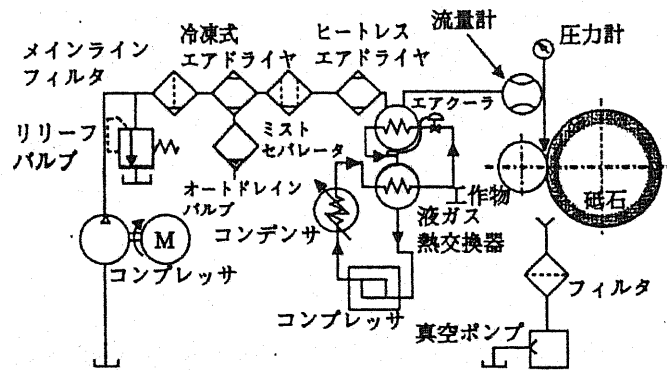 メインライン
フィルタ
冷凍式
エアドライヤ
ヒートレス
エアドライヤ
流量計
圧力計
リリーフ
バルブ
ミスト
セパレータ
エアクーラ
オートドレイン
バルブ
コンデンサ
工作物
砥石
液ガス
熱交換器
M
コンプレッサ
コンプレッサ
フィルタ
真空ポンプ